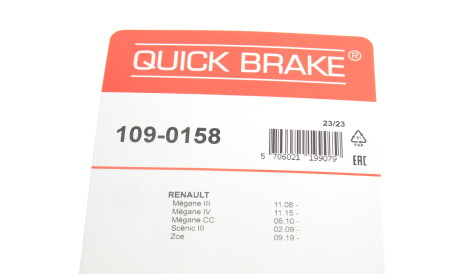 QUICK BRAKE®
23/23
109-0158
5 706021 199079
PAP
EAC
RENAULT
Mégane III 11.08 -
Mégane IV 11.15 -
Mégane CC 06.10 -
Scénic III 02.09 -
Zoe 09.19 -